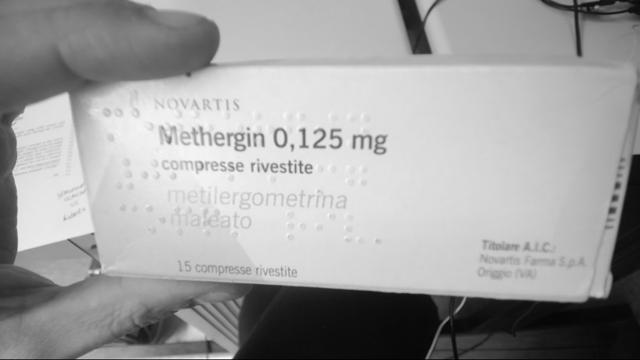 NOVARTIS
Methergin 0,125 mg
compresse rivestite
metilergometrina
maleato
15 compresse rivestite
Titolare A.I.C.:
Novartis Farma S.p.A.
Origgio (VA)